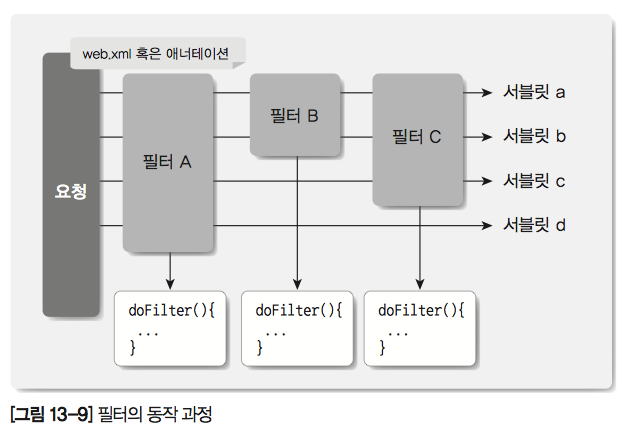 web.xml 혹은 애너테이션
요청
필터 A
필터 B
필터 C
서블릿 a
서블릿 b
서블릿 c
서블릿 d
doFilter(){
...
}
doFilter(){
...
}
doFilter(){
...
}
[그림 13-9] 필터의 동작 과정